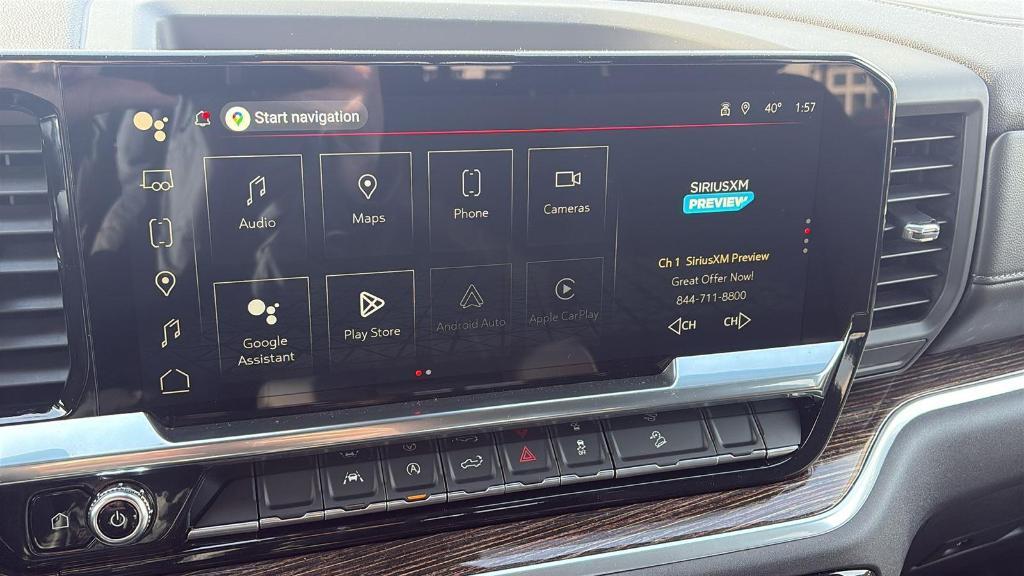 Start navigation
40° 1:57
Audio
Maps
Phone
Cameras
Google
Assistant
Play Store
Android Auto
Apple CarPlay
SIRIUSXM
PREVIEW
Ch 1 SiriusXM Preview
Great Offer Now!
844-711-8800
CH
CH
A
OFF